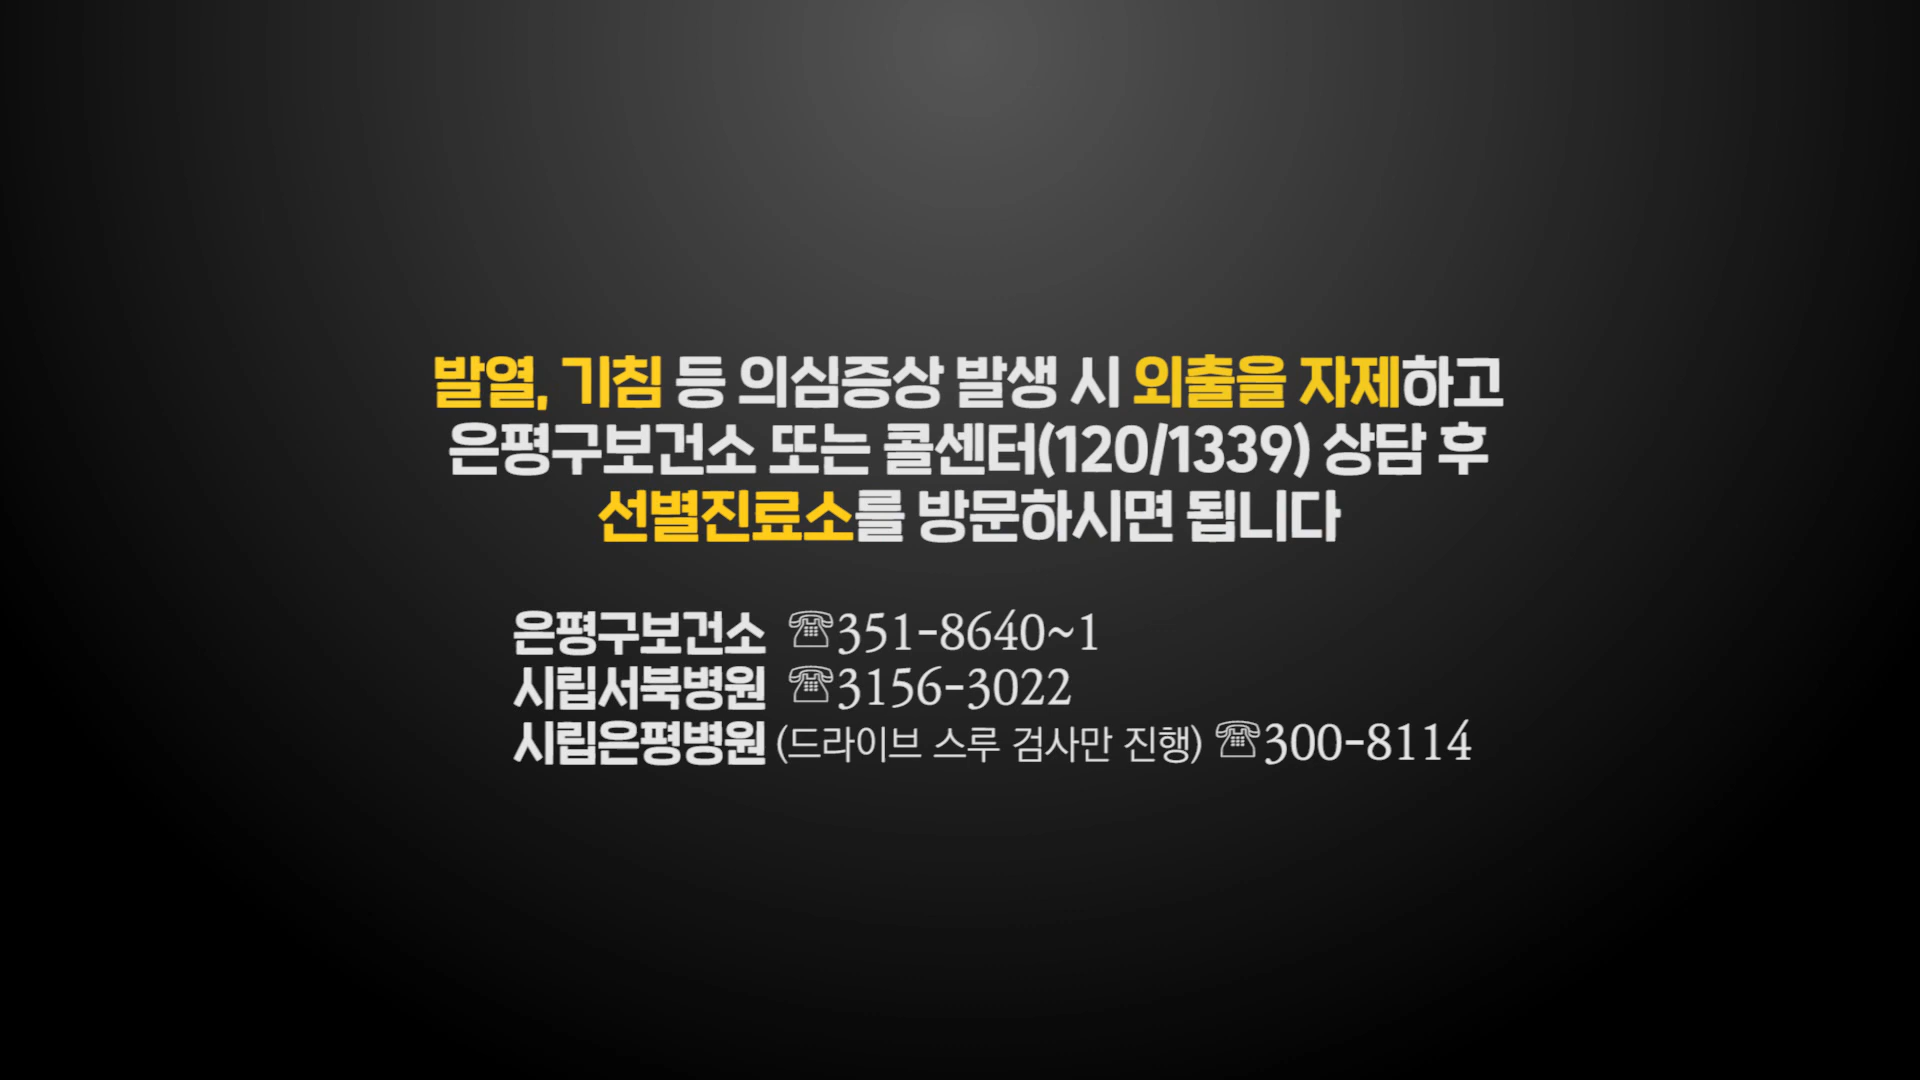 발열, 기침 등 의심증상 발생 시 외출을 자제하고
은평구보건소 또는 콜센터(120/1339) 상담 후
선별진료소를 방문하시면 됩니다
은평구보건소 ☏351-8640~1
시립서북병원 ☏3156-3022
시립은평병원 (드라이브 스루 검사만 진행) ☏300-8114